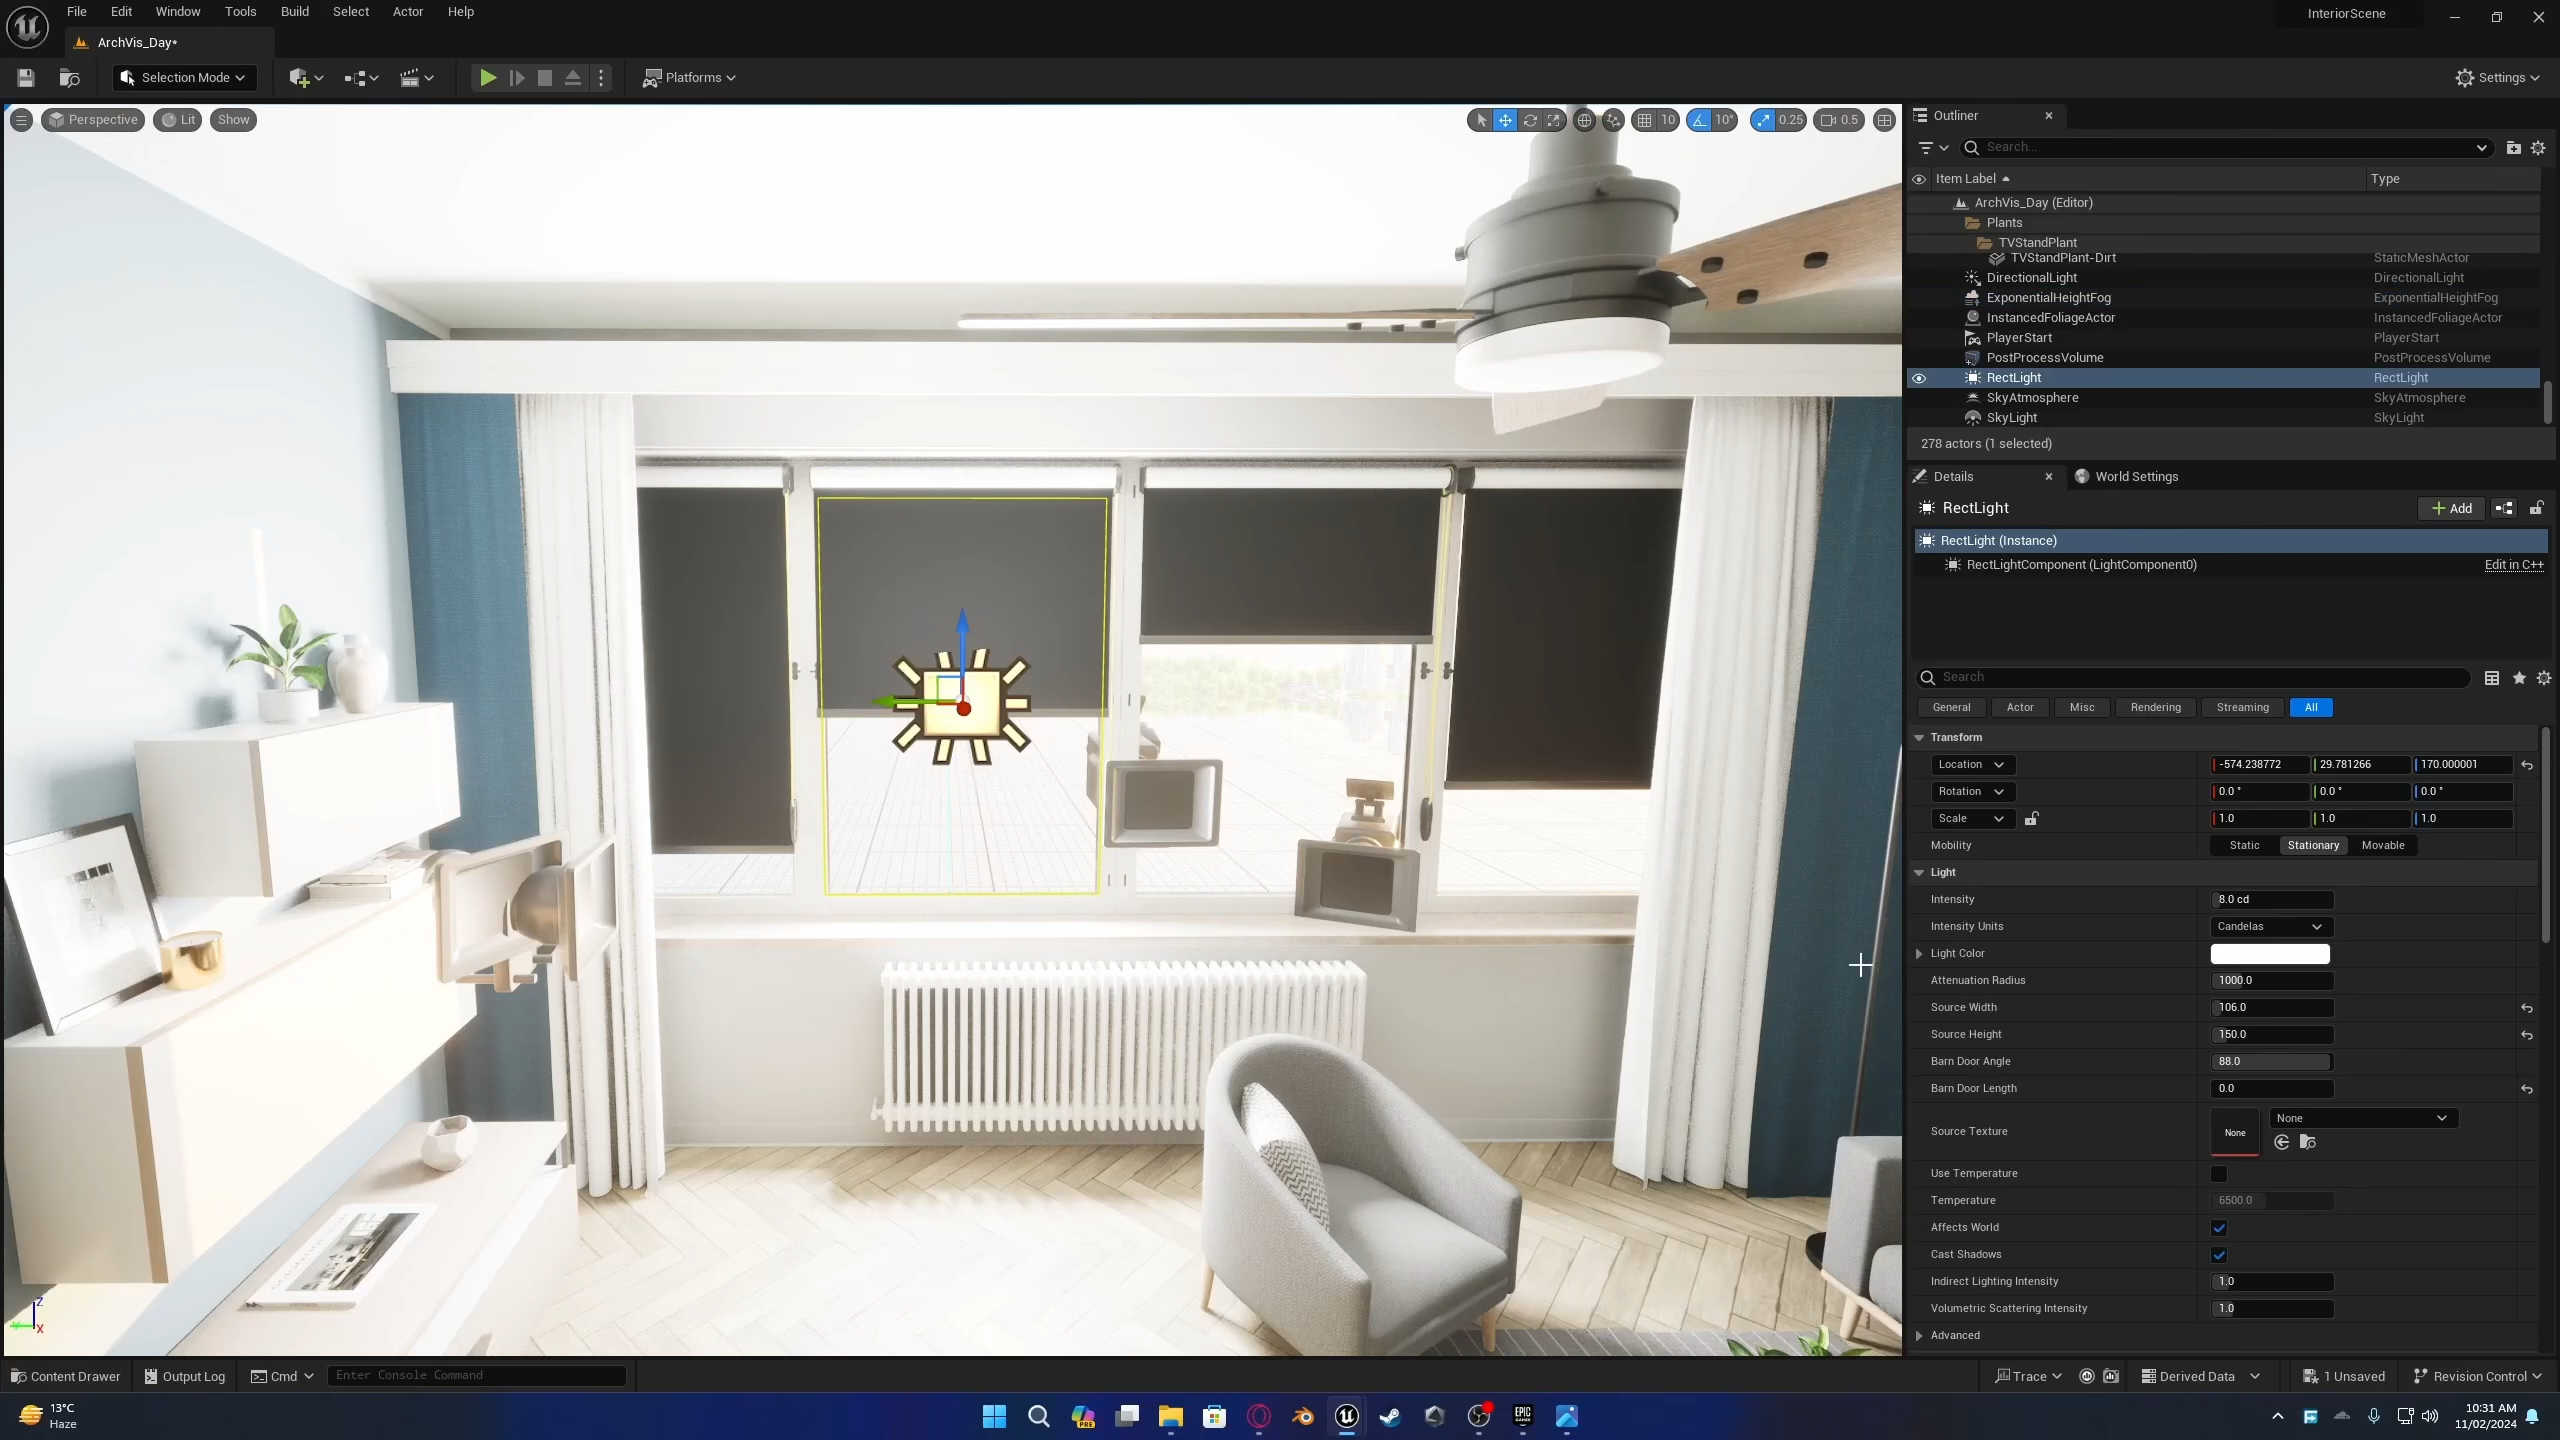 File Edit Window Tools Build Select Actor Help
InteriorScene
ArchVis_Day*
Selection Mode
Platforms
Settings
Perspective Lit Show
10 10° 0.25 0.5
Outliner
Search...
Item Label Type
ArchVis_Day (Editor)
Plants
TVStandPlant
TVStandPlant-Dirt StaticMeshActor
DirectionalLight DirectionalLight
ExponentialHeightFog ExponentialHeightFog
InstancedFoliageActor InstancedFoliageActor
PlayerStart PlayerStart
PostProcessVolume PostProcessVolume
RectLight RectLight
SkyAtmosphere SkyAtmosphere
SkyLight SkyLight
278 actors (1 selected)
Details World Settings
RectLight Add
RectLight (Instance)
RectLightComponent (LightComponent0) Edit in C++
Search
General Actor Misc Rendering Streaming All
Transform
Location -574.238772 29.781266 170.000001
Rotation 0.0 ° 0.0 ° 0.0 °
Scale 1.0 1.0 1.0
Mobility Static Stationary Movable
Light
Intensity 8.0 cd
Intensity Units Candelas
Light Color
Attenuation Radius 1000.0
Source Width 106.0
Source Height 150.0
Barn Door Angle 88.0
Barn Door Length 0.0
Source Texture None None
Use Temperature
Temperature 6500.0
Affects World
Cast Shadows
Indirect Lighting Intensity 1.0
Volumetric Scattering Intensity 1.0
Advanced
Z
Y
X
Content Drawer Output Log Cmd Enter Console Command Trace Derived Data 1 Unsaved Revision Control
13°C
Haze
PRE
EPIC
GAMES
10:31 AM
11/02/2024